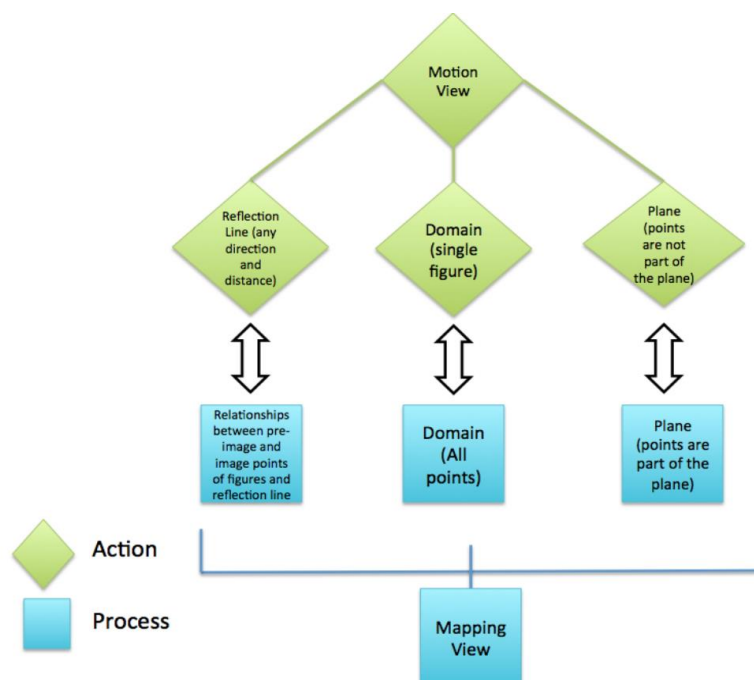 Motion
View
Reflection
Line (any
direction
and
distance)
Domain
(single
figure)
Plane
(points
are not
part of
the plane)
Relationships
between pre-
image and
image points
of figures and
reflection line
Domain
(All
points)
Plane
(points are
part of the
plane)
Action
Process
Mapping
View